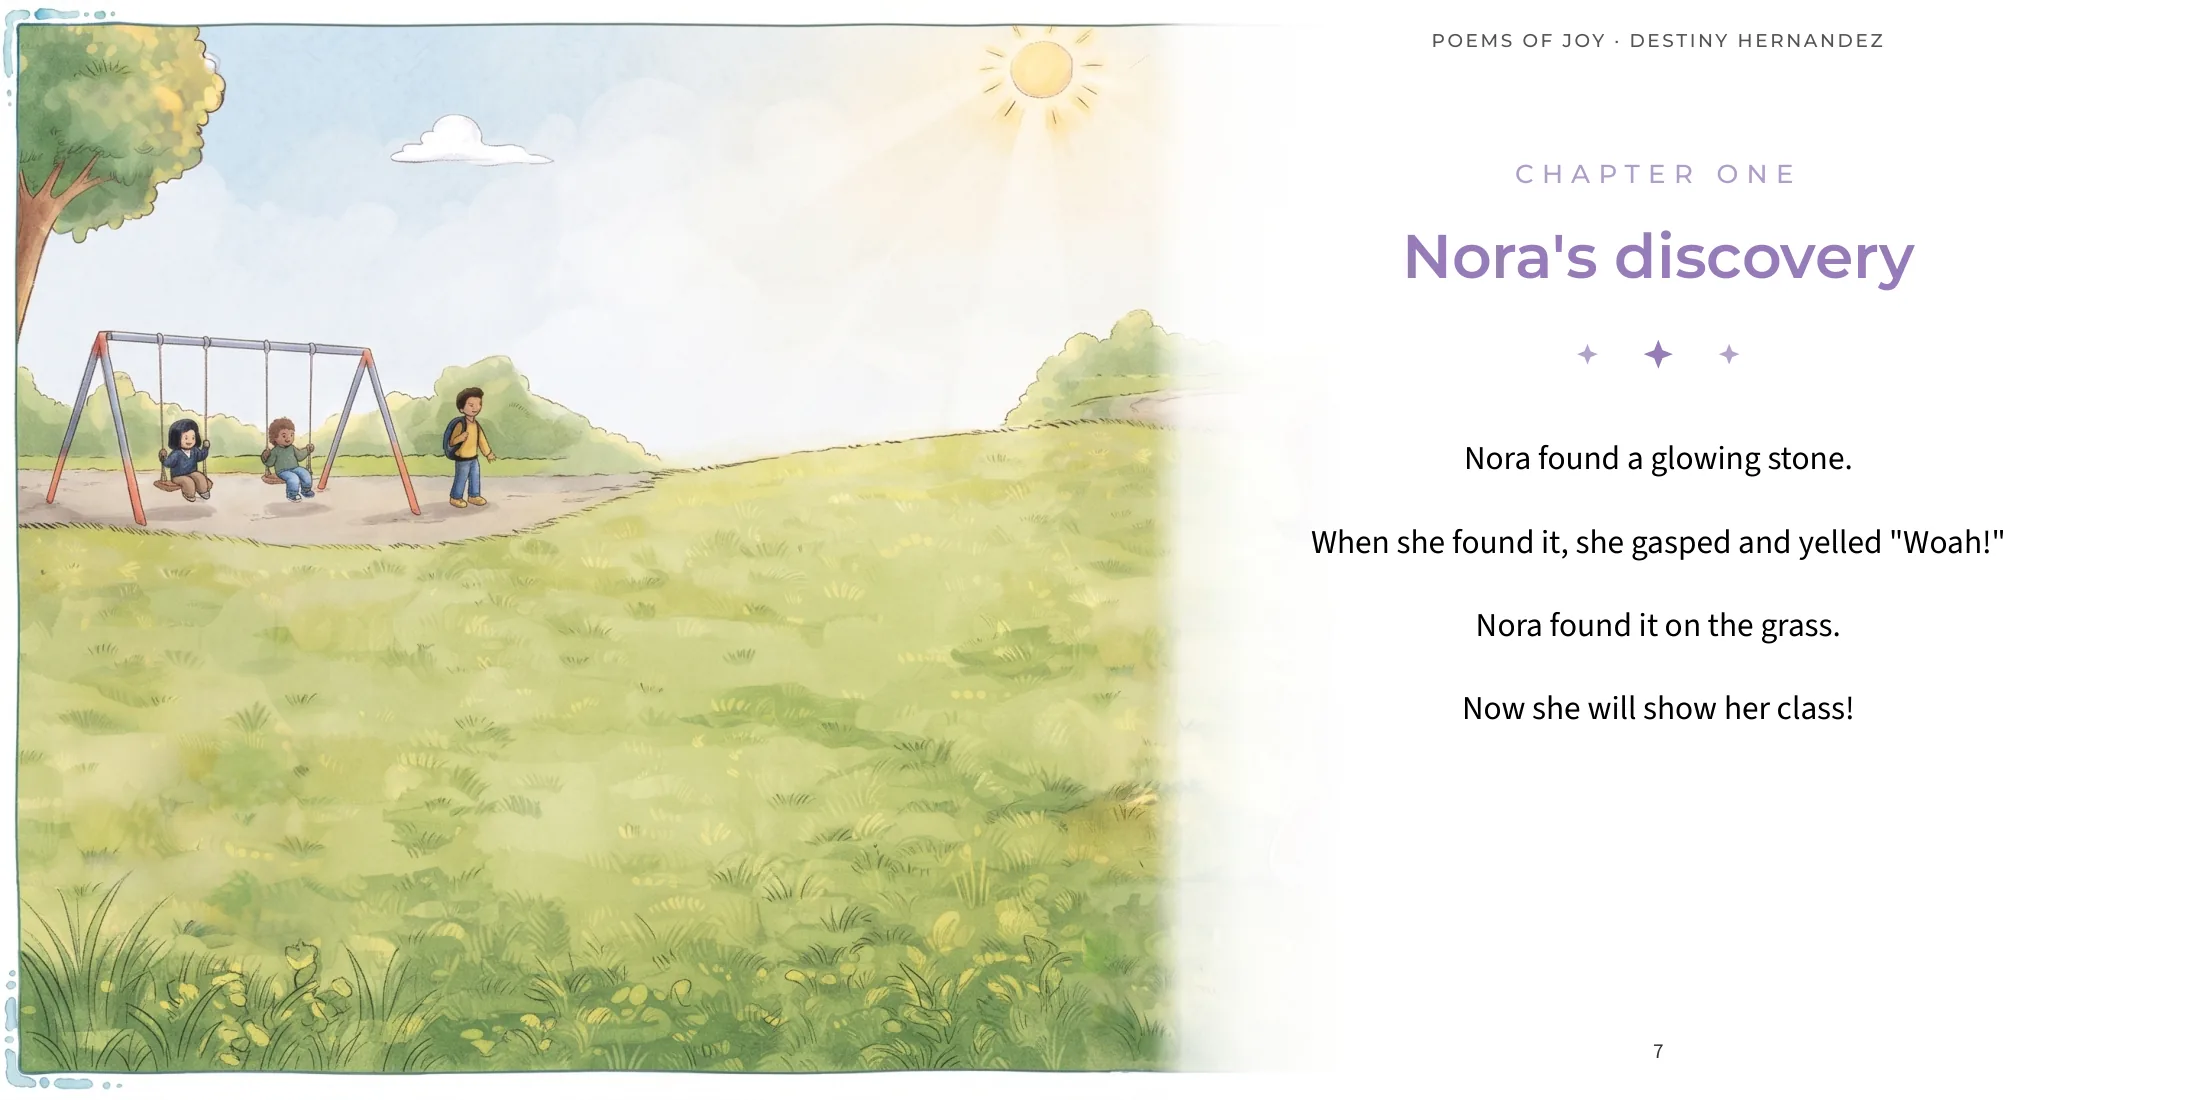 POEMS OF JOY · DESTINY HERNANDEZ
CHAPTER ONE
Nora's discovery
Nora found a glowing stone.
When she found it, she gasped and yelled "Woah!"
Nora found it on the grass.
Now she will show her class!
7